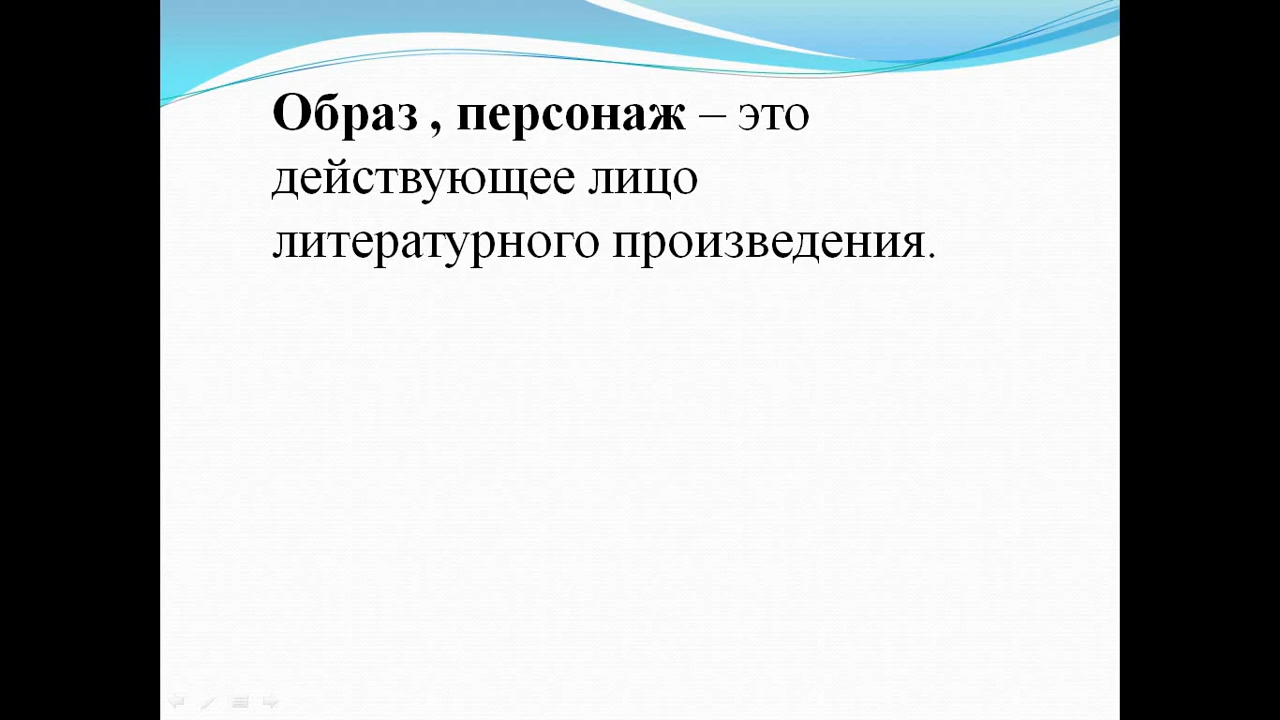 Образ , персонаж – это
действующее лицо
литературного произведения.